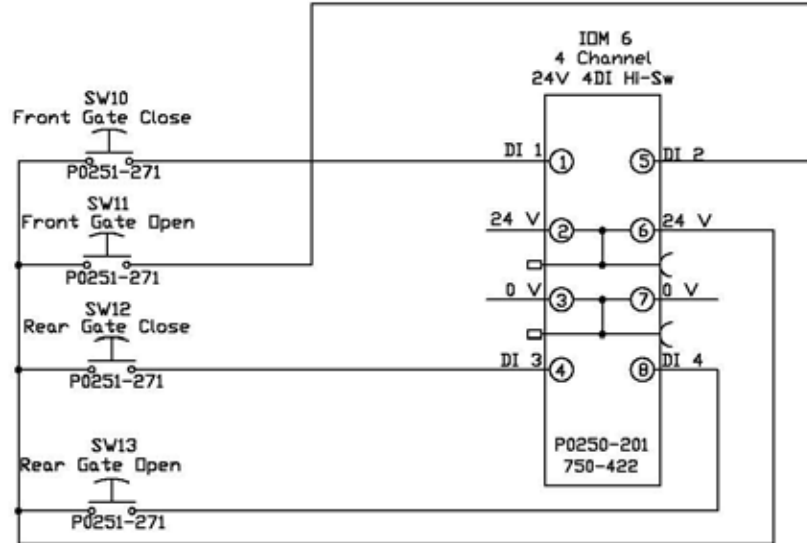 IOM 6
4 Channel
24V 4DI Hi-Sw
SW10
Front Gate Close
P0251-271
DI 1
1
5
DI 2
SW11
Front Gate Open
P0251-271
24 V
2
6
24 V
0 V
3
7
0 V
SW12
Rear Gate Close
P0251-271
DI 3
4
8
DI 4
SW13
Rear Gate Open
P0251-271
P0250-201
750-422